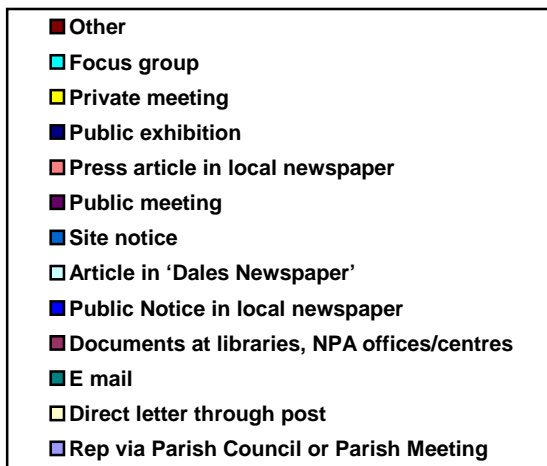 Other
Focus group
Private meeting
Public exhibition
Press article in local newspaper
Public meeting
Site notice
Article in ‘Dales Newspaper’
Public Notice in local newspaper
Documents at libraries, NPA offices/centres
E mail
Direct letter through post
Rep via Parish Council or Parish Meeting